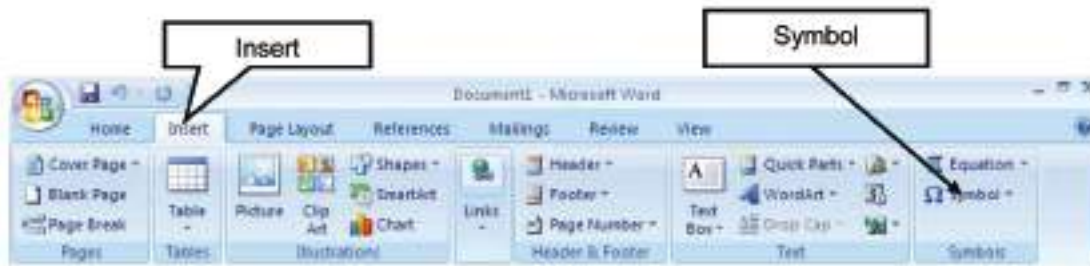 Insert
Symbol
Document1 - Microsoft Word
Home Insert Page Layout References Mailings Review View
Cover Page
Blank Page
Page Break
Pages
Table
Tables
Picture
Clip Art
Shapes
SmartArt
Chart
Illustrations
Links
Header
Footer
Page Number
Header & Footer
Text Box
Quick Parts
WordArt
Drop Cap
Text
Equation
Symbol
Symbols